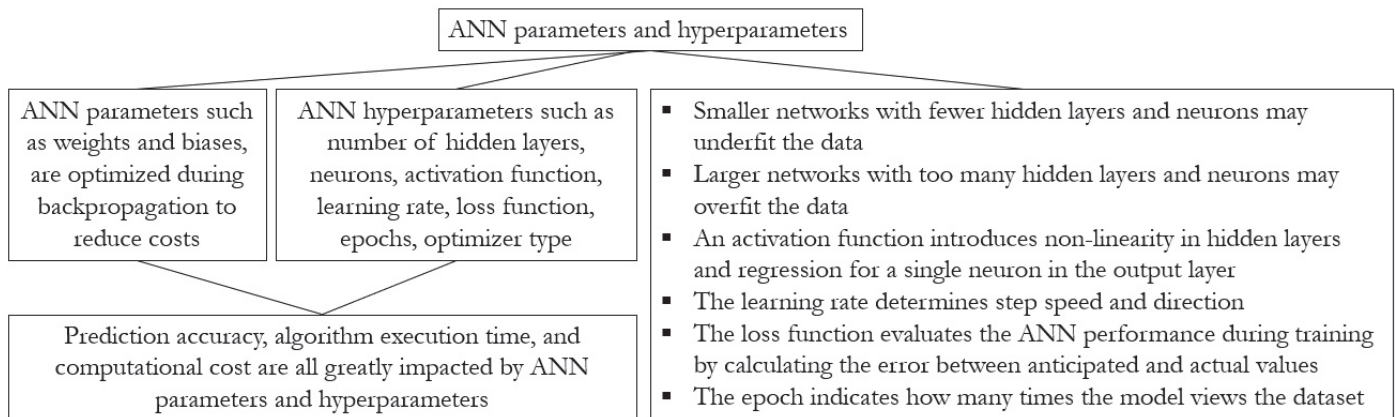 ANN parameters and hyperparameters
ANN parameters such
as weights and biases,
are optimized during
backpropagation to
reduce costs
ANN hyperparameters such as
number of hidden layers,
neurons, activation function,
learning rate, loss function,
epochs, optimizer type
Prediction accuracy, algorithm execution time, and
computational cost are all greatly impacted by ANN
parameters and hyperparameters
▪ Smaller networks with fewer hidden layers and neurons may
underfit the data
▪ Larger networks with too many hidden layers and neurons may
overfit the data
▪ An activation function introduces non-linearity in hidden layers
and regression for a single neuron in the output layer
▪ The learning rate determines step speed and direction
▪ The loss function evaluates the ANN performance during training
by calculating the error between anticipated and actual values
▪ The epoch indicates how many times the model views the dataset